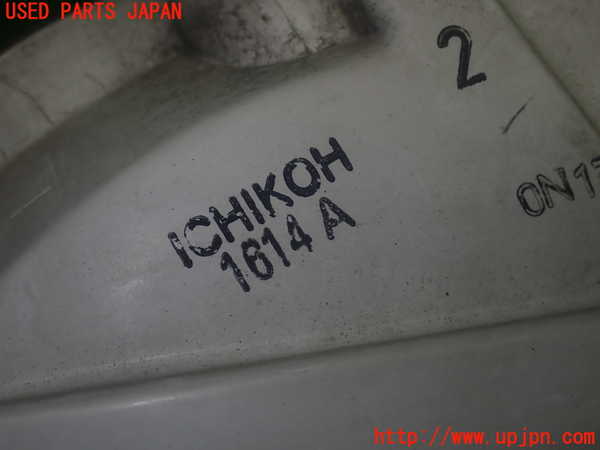 USED PARTS JAPAN
2
ICHIKOH
1614 A
http://www.upjpn.com